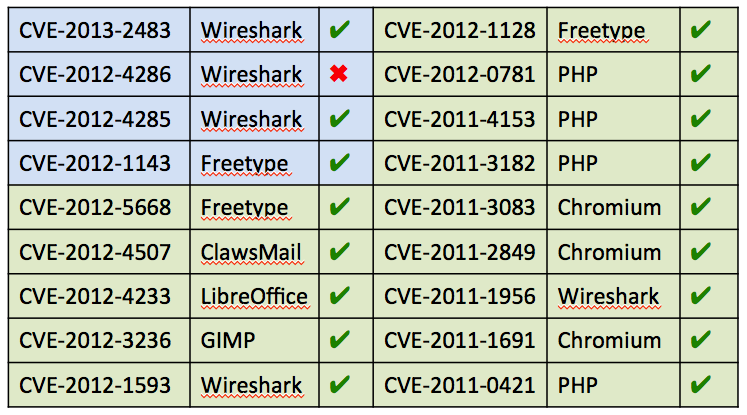 CVE-2013-2483 Wireshark ✔ CVE-2012-1128 Freetype ✔
CVE-2012-4286 Wireshark ✖ CVE-2012-0781 PHP ✔
CVE-2012-4285 Wireshark ✔ CVE-2011-4153 PHP ✔
CVE-2012-1143 Freetype ✔ CVE-2011-3182 PHP ✔
CVE-2012-5668 Freetype ✔ CVE-2011-3083 Chromium ✔
CVE-2012-4507 ClawsMail ✔ CVE-2011-2849 Chromium ✔
CVE-2012-4233 LibreOffice ✔ CVE-2011-1956 Wireshark ✔
CVE-2012-3236 GIMP ✔ CVE-2011-1691 Chromium ✔
CVE-2012-1593 Wireshark ✔ CVE-2011-0421 PHP ✔